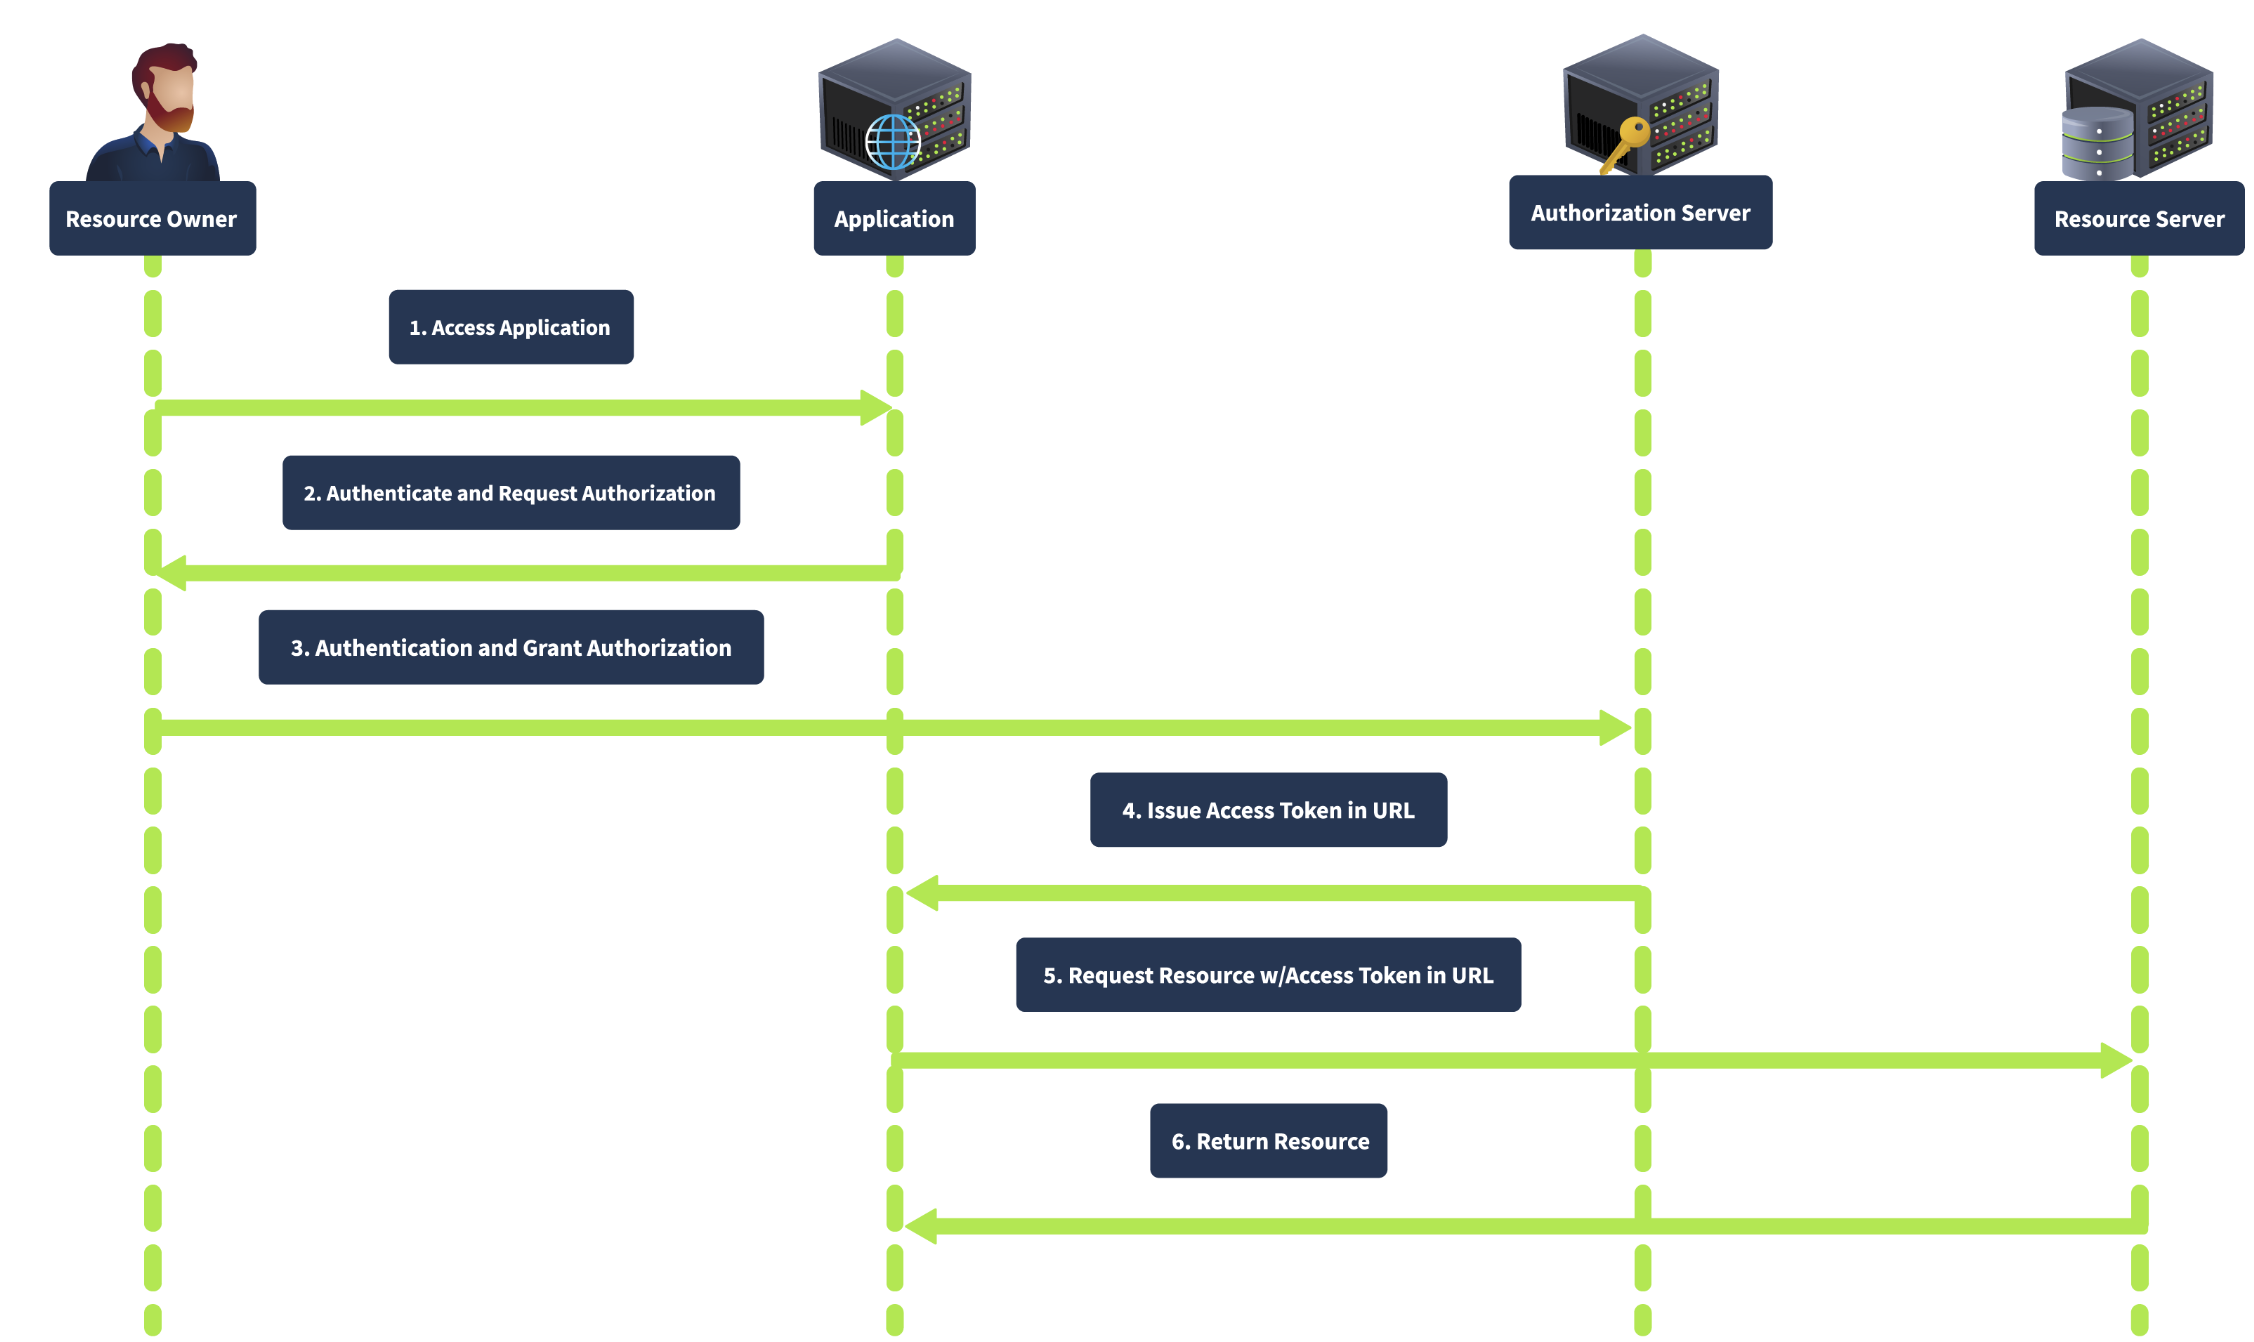 Resource Owner
Application
Authorization Server
Resource Server
1. Access Application
2. Authenticate and Request Authorization
3. Authentication and Grant Authorization
4. Issue Access Token in URL
5. Request Resource w/Access Token in URL
6. Return Resource